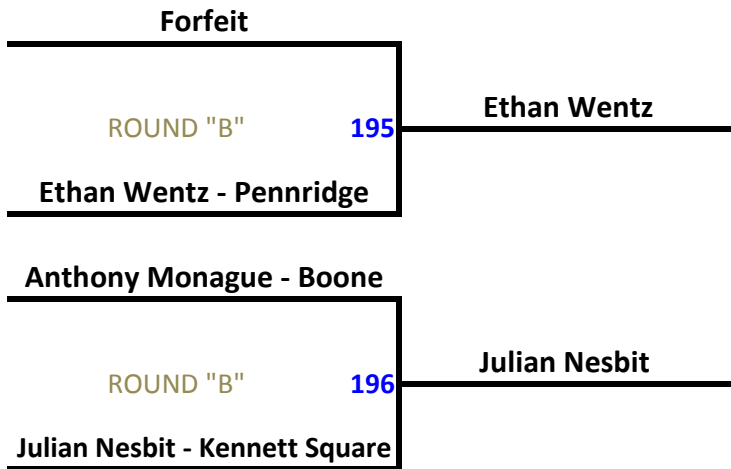 Forfeit
Ethan Wentz
ROUND "B" 195
Ethan Wentz - Pennridge
Anthony Monague - Boone
Julian Nesbit
ROUND "B" 196
Julian Nesbit - Kennett Square